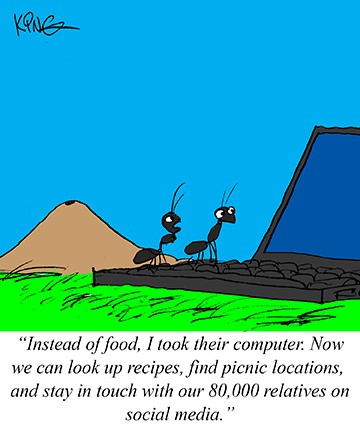 KING
“Instead of food, I took their computer. Now
we can look up recipes, find picnic locations,
and stay in touch with our 80,000 relatives on
social media.”